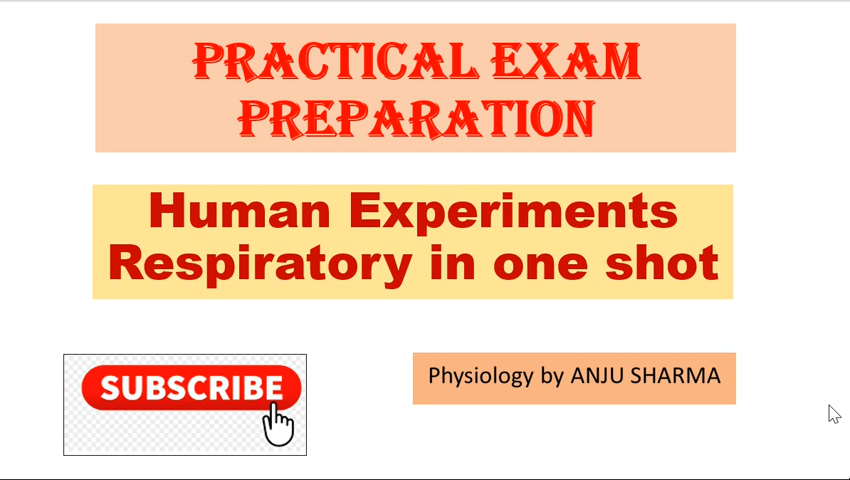 PRACTICAL EXAM
PREPARATION
Human Experiments
Respiratory in one shot
SUBSCRIBE
Physiology by ANJU SHARMA